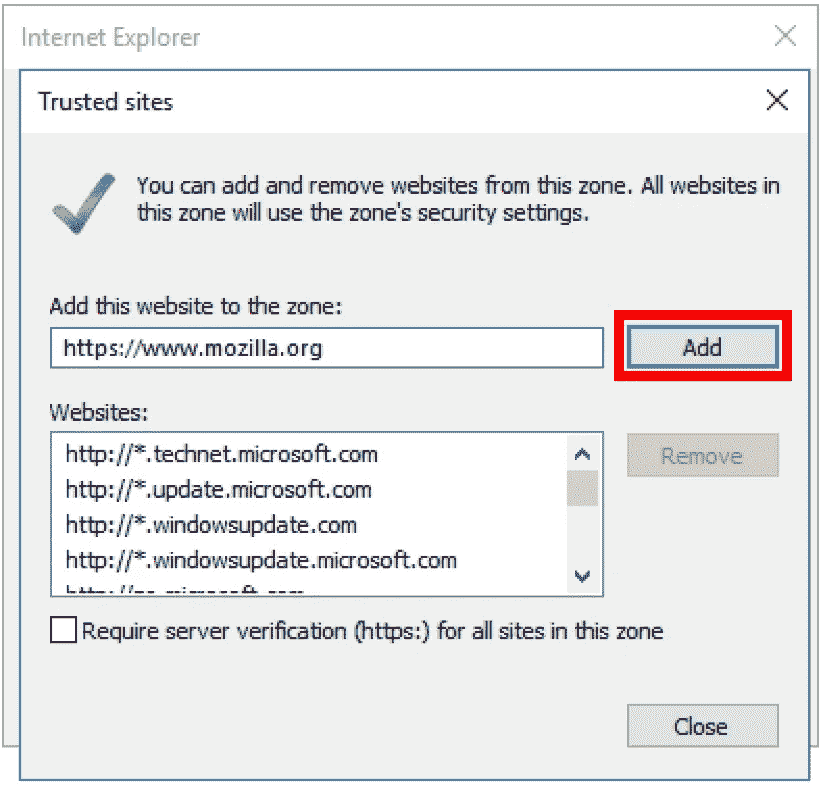 Internet Explorer
Trusted sites
You can add and remove websites from this zone. All websites in
this zone will use the zone's security settings.
Add this website to the zone:
https://www.mozilla.org
Add
Websites:
http://*.technet.microsoft.com
http://*.update.microsoft.com
http://*.windowsupdate.com
http://*.windowsupdate.microsoft.com
Remove
Require server verification (https:) for all sites in this zone
Close